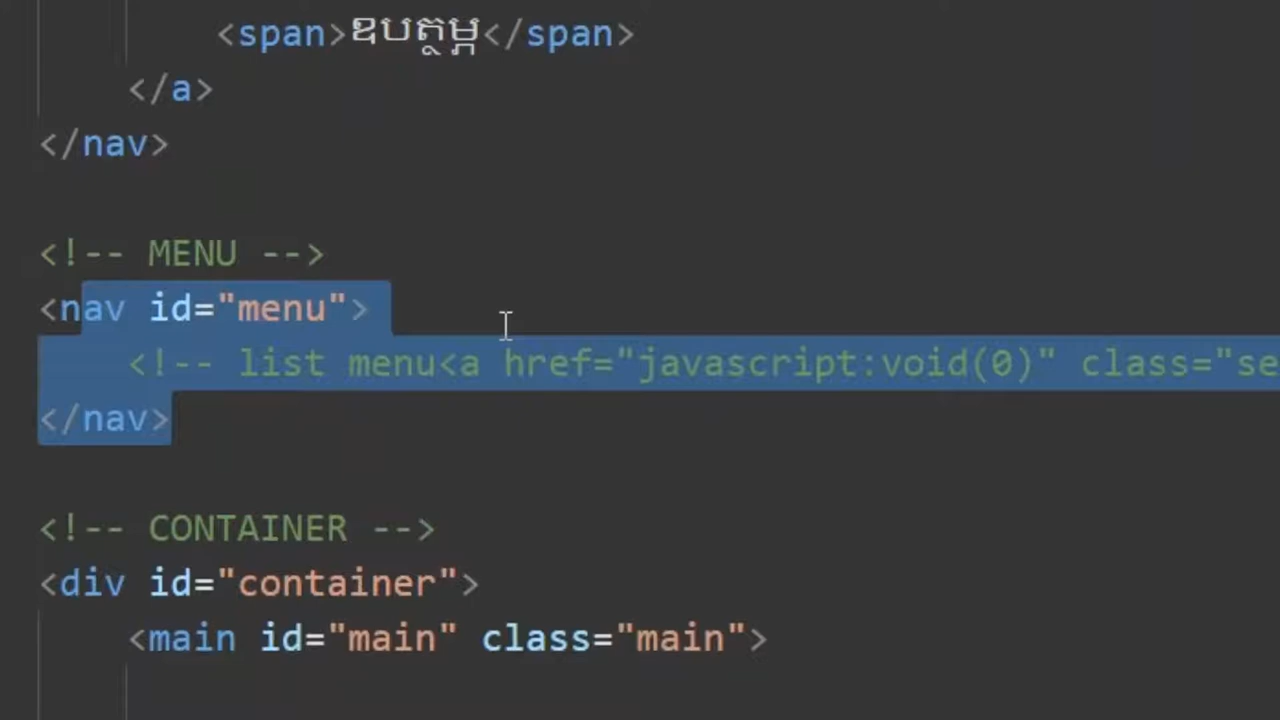 <span>ឧបត្ថម្ភ</span>
</a>
</nav>
<!-- MENU -->
<nav id="menu">
<!-- list menu<a href="javascript:void(0)" class="se
</nav>
<!-- CONTAINER -->
<div id="container">
<main id="main" class="main">